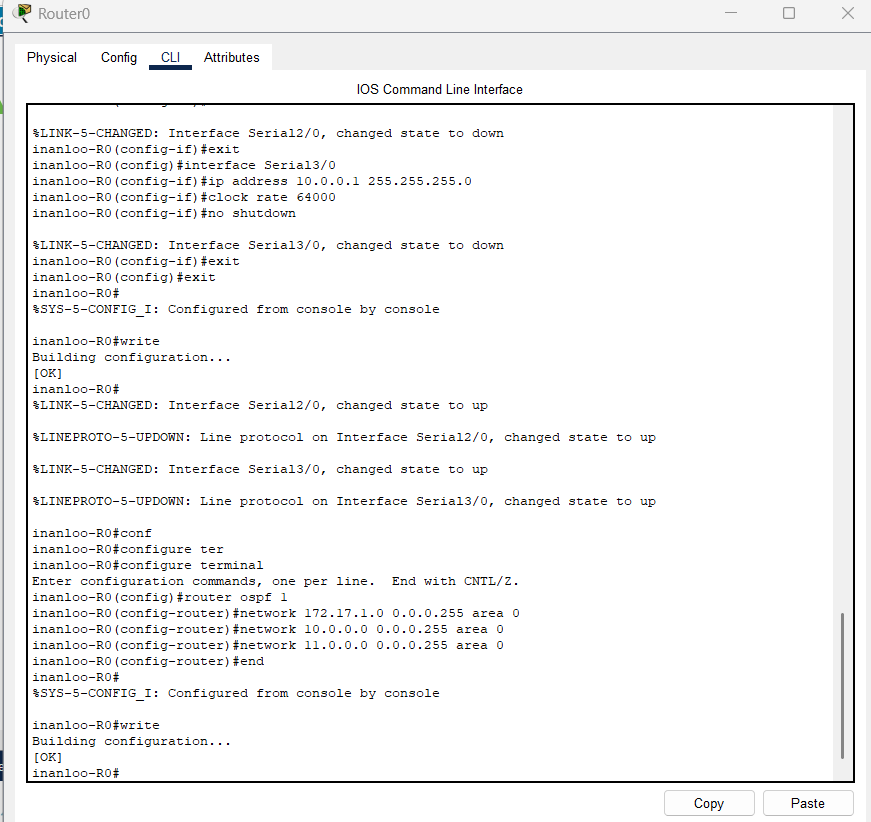 Router0
Physical Config CLI Attributes
IOS Command Line Interface
%LINK-5-CHANGED: Interface Serial2/0, changed state to down
inanloo-R0(config-if)#exit
inanloo-R0(config)#interface Serial3/0
inanloo-R0(config-if)#ip address 10.0.0.1 255.255.255.0
inanloo-R0(config-if)#clock rate 64000
inanloo-R0(config-if)#no shutdown
%LINK-5-CHANGED: Interface Serial3/0, changed state to down
inanloo-R0(config-if)#exit
inanloo-R0(config)#exit
inanloo-R0#
%SYS-5-CONFIG_I: Configured from console by console
inanloo-R0#write
Building configuration...
[OK]
inanloo-R0#
%LINK-5-CHANGED: Interface Serial2/0, changed state to up
%LINEPROTO-5-UPDOWN: Line protocol on Interface Serial2/0, changed state to up
%LINK-5-CHANGED: Interface Serial3/0, changed state to up
%LINEPROTO-5-UPDOWN: Line protocol on Interface Serial3/0, changed state to up
inanloo-R0#conf
inanloo-R0#configure ter
inanloo-R0#configure terminal
Enter configuration commands, one per line.  End with CNTL/Z.
inanloo-R0(config)#router ospf 1
inanloo-R0(config-router)#network 172.17.1.0 0.0.0.255 area 0
inanloo-R0(config-router)#network 10.0.0.0 0.0.0.255 area 0
inanloo-R0(config-router)#network 11.0.0.0 0.0.0.255 area 0
inanloo-R0(config-router)#end
inanloo-R0#
%SYS-5-CONFIG_I: Configured from console by console
inanloo-R0#write
Building configuration...
[OK]
inanloo-R0#
Copy Paste